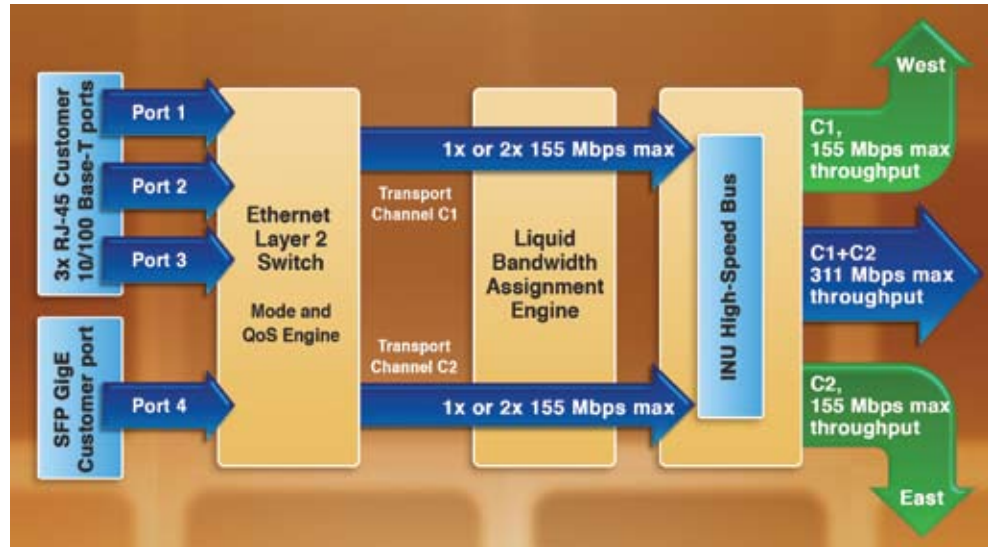 3x RJ-45 Customer
10/100 Base-T ports
Port 1
Port 2
Port 3
SFP GigE
Customer port
Port 4
Ethernet
Layer 2
Switch
Mode and
QoS Engine
1x or 2x 155 Mbps max
Transport
Channel C1
Transport
Channel C2
1x or 2x 155 Mbps max
Liquid
Bandwidth
Assignment
Engine
INU High-Speed Bus
West
C1,
155 Mbps max
throughput
C1+C2
311 Mbps max
throughput
C2,
155 Mbps max
throughput
East